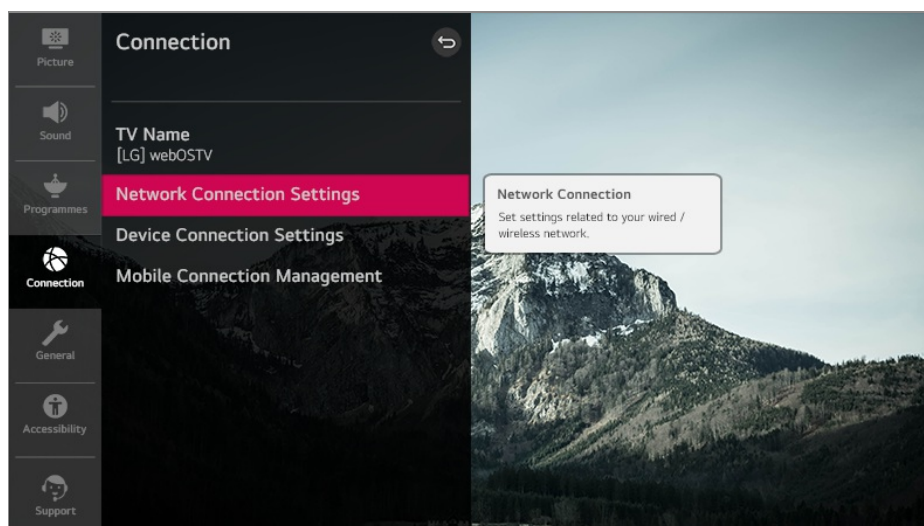 Picture
Sound
Programmes
Connection
General
Accessibility
Support
Connection
TV Name
[LG] webOSTV
Network Connection Settings
Device Connection Settings
Mobile Connection Management
Network Connection
Set settings related to your wired /
wireless network.